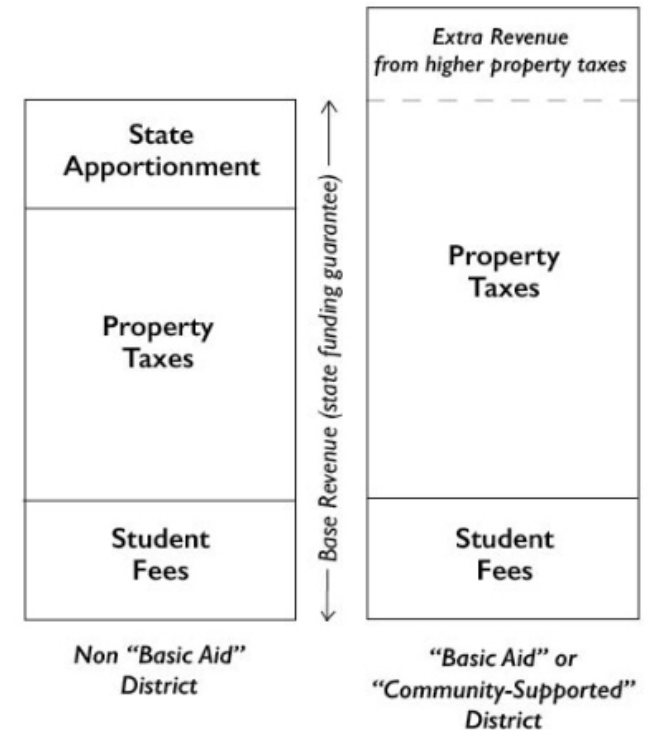 State
Apportionment
Property
Taxes
Student
Fees
Non “Basic Aid”
District
Base Revenue (state funding guarantee)
Extra Revenue
from higher property taxes
Property
Taxes
Student
Fees
“Basic Aid” or
“Community-Supported”
District